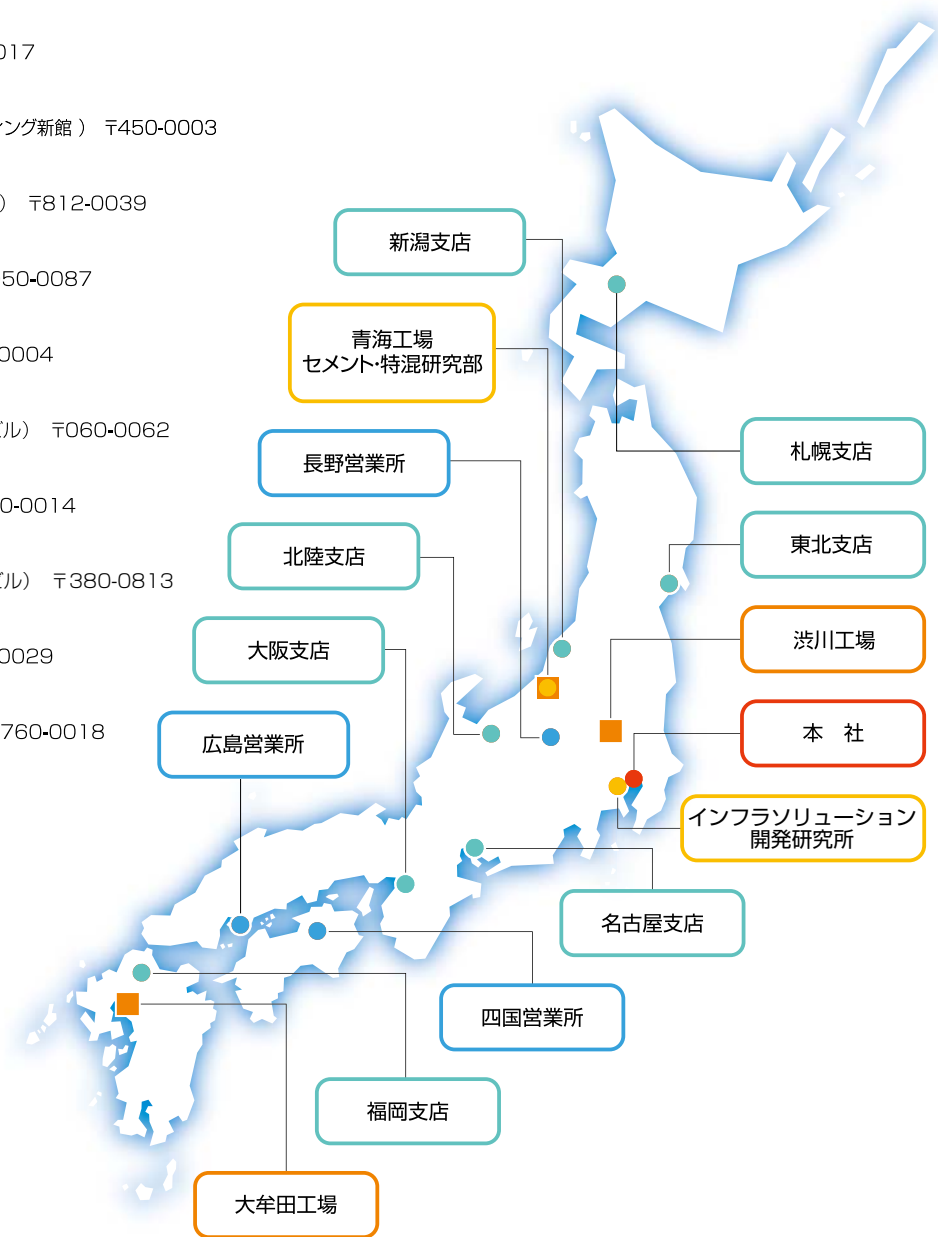 017
ィング新館 ） 〒450-0003
） 〒812-0039
50-0087
0004
ビル） 〒060-0062
0-0014
ビル） 〒380-0813
0029
760-0018
新潟支店
青海工場
セメント・特混研究部
長野営業所
北陸支店
大阪支店
広島営業所
札幌支店
東北支店
渋川工場
本　社
インフラソリューション
開発研究所
名古屋支店
四国営業所
福岡支店
大牟田工場